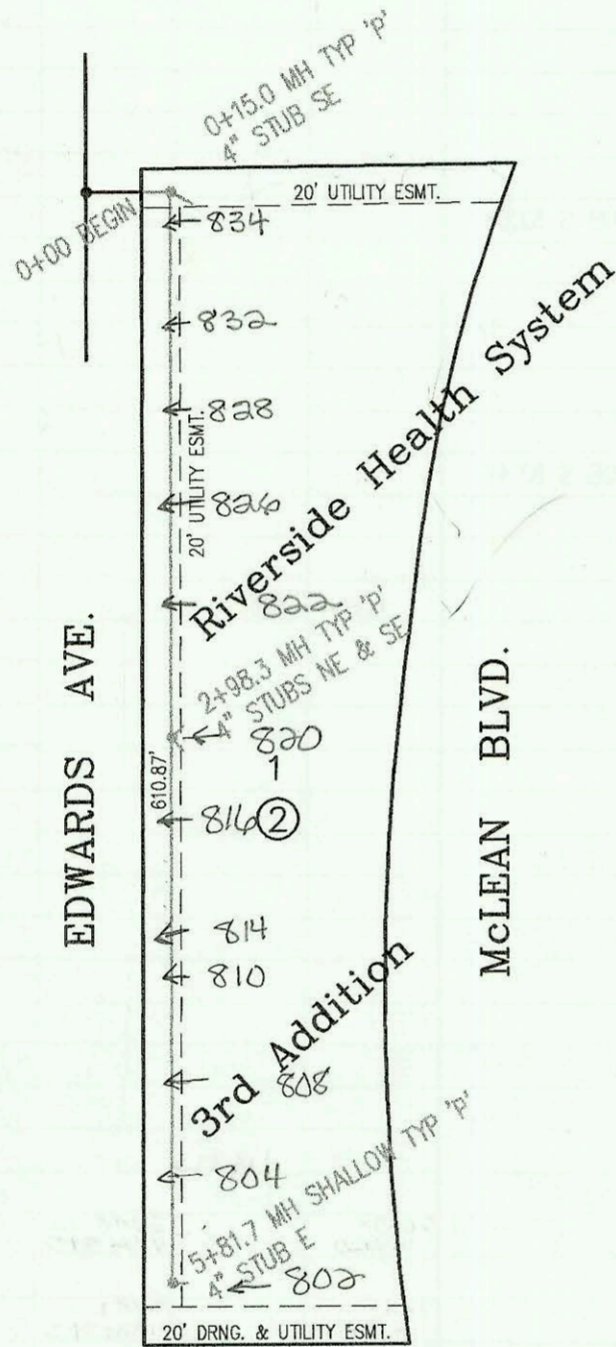 0+15.0 MH TYP 'P'
4" STUB SE
0+00 BEGIN
20' UTILITY ESMT.
834
832
828
20' UTILITY ESMT.
826
Riverside Health System
822
2+98.3 MH TYP 'P'
4" STUBS NE & SE
820
1
EDWARDS AVE.
610.87'
McLEAN BLVD.
816 2
814
810
3rd Addition
808
804
5+81.7 MH SHALLOW TYP 'P'
4" STUB E
802
20' DRNG. & UTILITY ESMT.